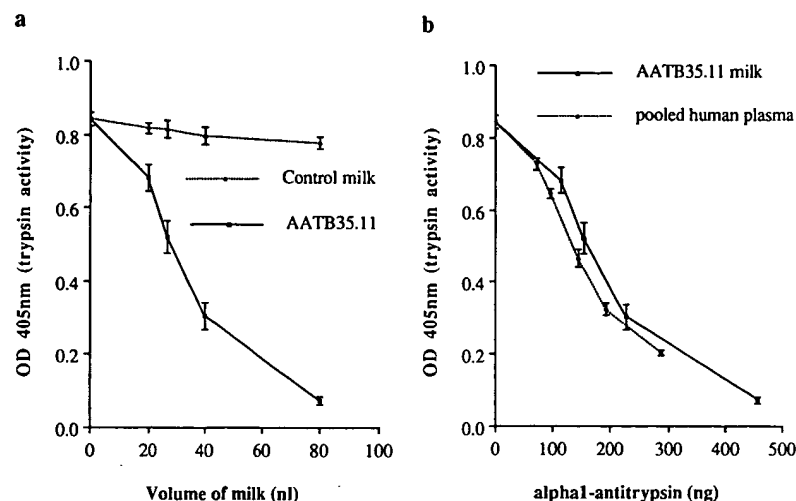 a
OD 405nm (trypsin activity)
1.0
0.8
0.6
0.4
0.2
0.0
Control milk
AATB35.11
0
20
40
60
80
100
Volume of milk (nl)
b
OD 405nm (trypsin activity)
1.0
0.8
0.6
0.4
0.2
0.0
AATB35.11 milk
pooled human plasma
0
100
200
300
400
500
alpha1-antitrypsin (ng)